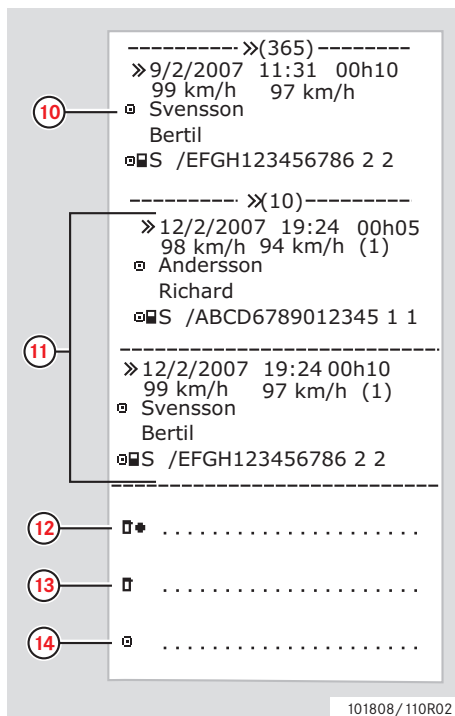 ---------- »(365)---------
»9/2/2007 11:31 00h10
99 km/h 97 km/h
10 Svensson
Bertil
S /EFGH123456786 2 2
---------- »(10)----------
»12/2/2007 19:24 00h05
98 km/h 94 km/h (1)
Andersson
Richard
S /ABCD6789012345 1 1
11
--------------------------------
»12/2/2007 19:24 00h10
99 km/h 97 km/h (1)
Svensson
Bertil
S /EFGH123456786 2 2
--------------------------------
12 ......................
13 ......................
14 ......................
101808/110R02